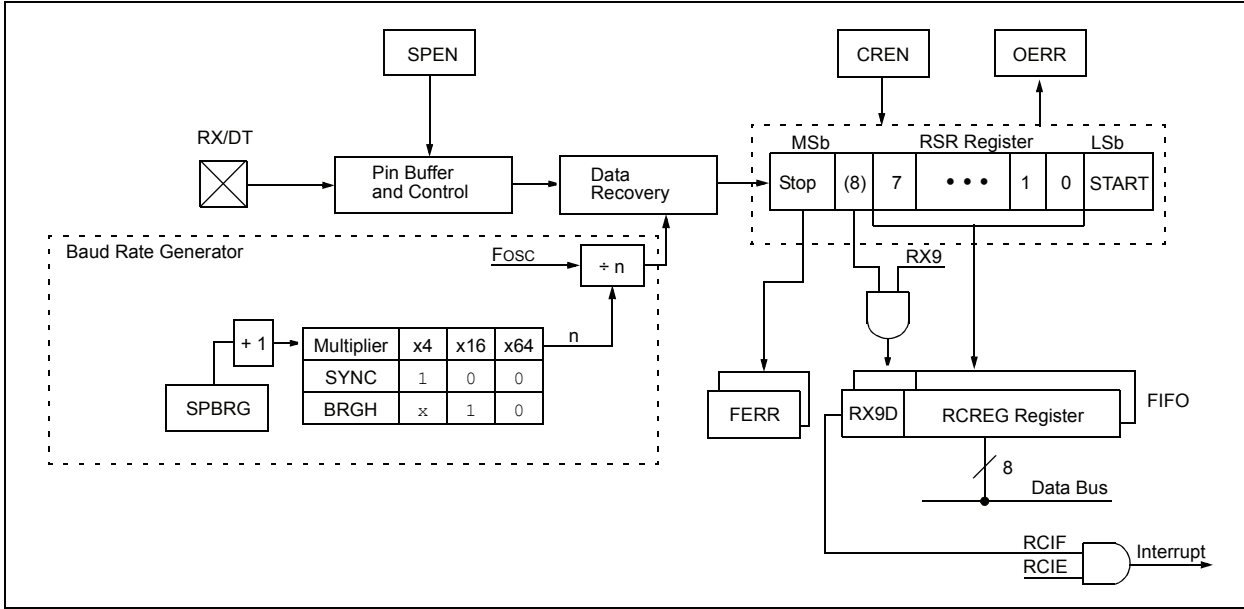 SPEN
CREN
OERR
RX/DT
MSb
RSR Register
LSb
Pin Buffer
and Control
Data
Recovery
Stop (8) 7 • • • 1 0 START
Baud Rate Generator
FOSC
÷ n
RX9
n
+ 1
Multiplier x4 x16 x64
SYNC 1 0 0
BRGH x 1 0
SPBRG
FERR
RX9D
RCREG Register
FIFO
8
Data Bus
RCIF
RCIE
Interrupt